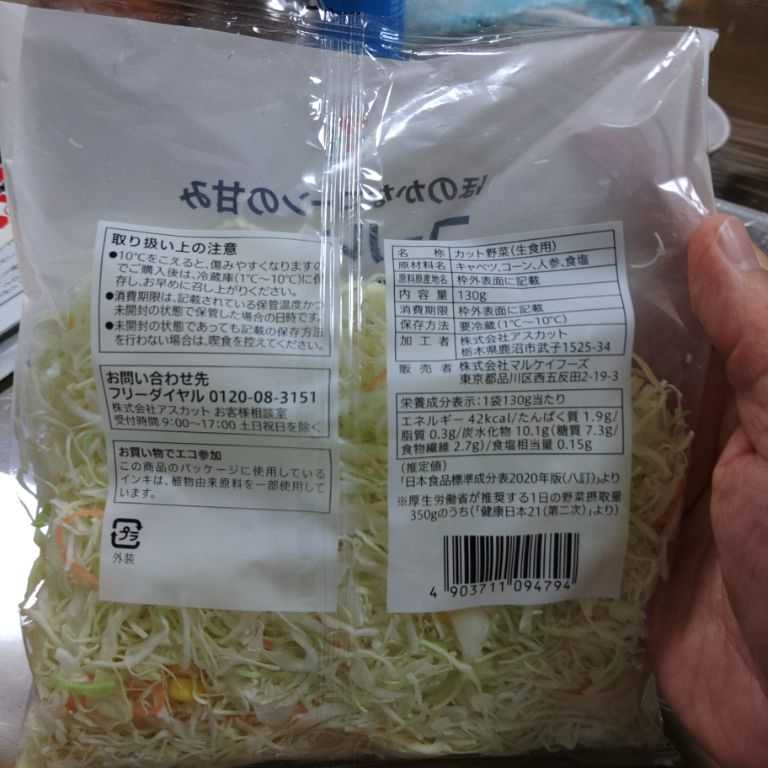 ほのかなコーンの甘み
コール
取り扱い上の注意
●10℃をこえると、傷みやすくなりますの
でご購入後は、冷蔵庫(1℃〜10℃)に保
存し、お早めに召し上がりください。
●消費期限は、記載されている保管温度かつ
未開封の状態で保管した場合の日時です。
●未開封の状態であっても記載の保存方法
を行わない場合は、喫食を控えてください。
お問い合わせ先
フリーダイヤル 0120-08-3151
株式会社アスカット お客様相談室
受付時間 9:00〜17:00 土日祝日を除く
お買い物でエコ参加
この商品のパッケージに使用している
インキは、植物由来原料を一部使用して
います。
プラ
外装
名 称 カット野菜(生食用)
原材料名 キャベツ、コーン、人参、食塩
原料原産地名 枠外表面に記載
内容量 130g
消費期限 枠外表面に記載
保存方法 要冷蔵(1℃〜10℃)
加工者 株式会社アスカット
栃木県鹿沼市武子1525-34
販売者 株式会社マルケイフーズ
東京都品川区西五反田2-19-3
栄養成分表示:1袋130g当たり
エネルギー 42kcal/たんぱく質 1.9g/
脂質 0.3g/炭水化物 10.1g(糖質 7.3g/
食物繊維 2.7g)/食塩相当量 0.15g
(推定値)
「日本食品標準成分表2020年版(八訂)」より
※厚生労働省が推奨する1日の野菜摂取量
350gのうち(「健康日本21(第二次)」より)
4 903711 094794